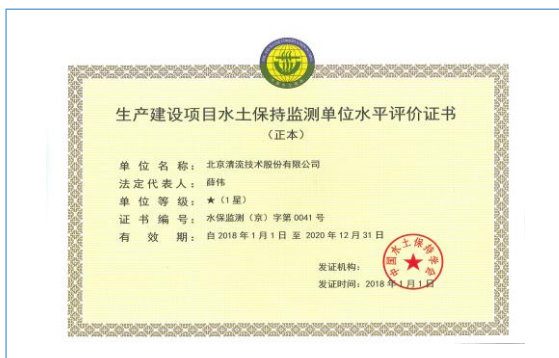 生产建设项目水土保持监测单位水平评价证书
（正本）
单位名称：北京清流技术股份有限公司
法定代表人：薛伟
单位等级：★（1星）
证书编号：水保监测（京）字第0041号
有效期：自2018年1月1日 至 2020年12月31日
发证机构：
中国水土保持学会
发证时间：2018年1月1日